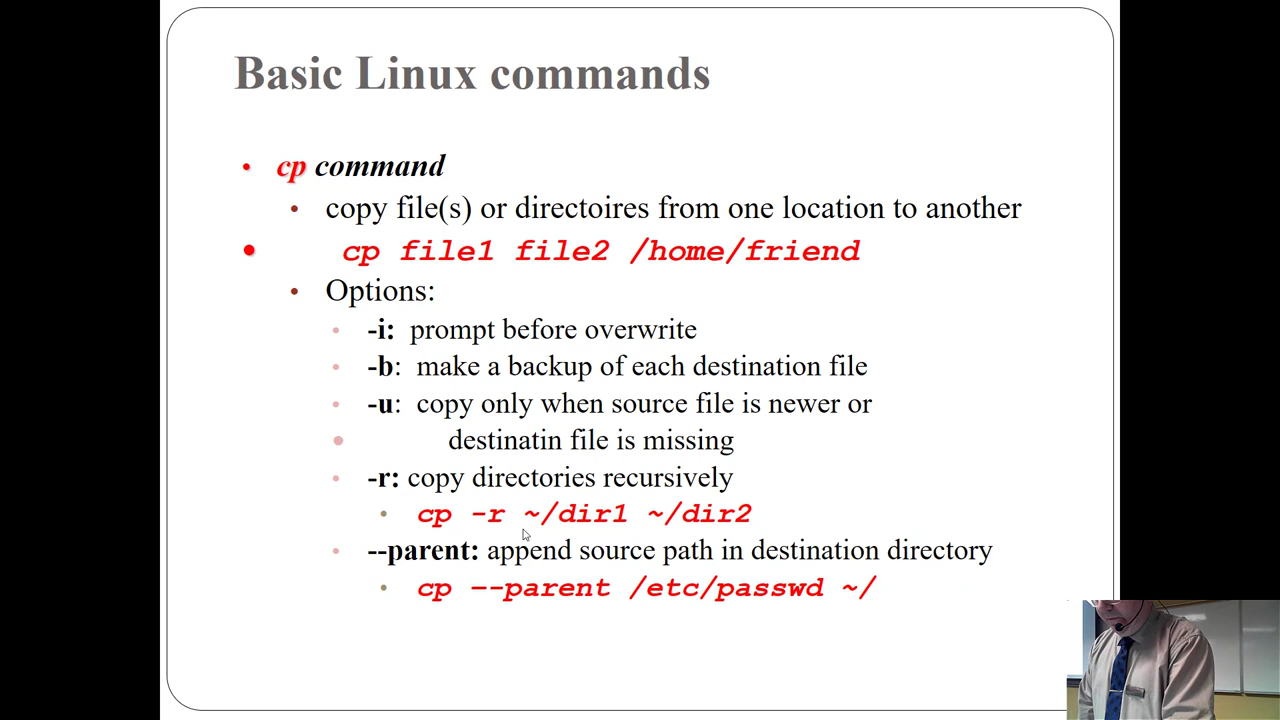 Basic Linux commands
cp command
copy file(s) or directoires from one location to another
cp file1 file2 /home/friend
Options:
-i: prompt before overwrite
-b: make a backup of each destination file
-u: copy only when source file is newer or
destinatin file is missing
-r: copy directories recursively
cp -r ~/dir1 ~/dir2
--parent: append source path in destination directory
cp –-parent /etc/passwd ~/